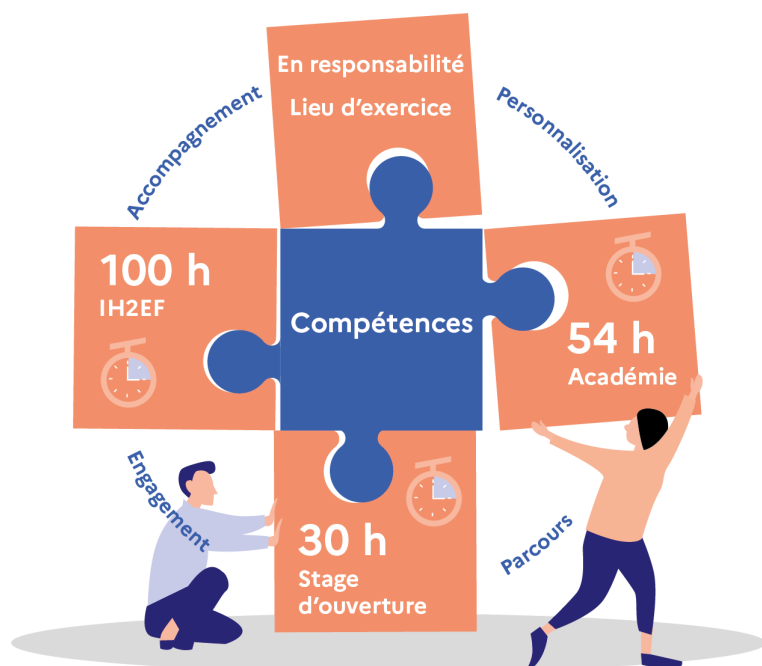 En responsabilité
Lieu d'exercice
Accompagnement
Personnalisation
100 h
IH2EF
Compétences
54 h
Académie
Engagement
30 h
Stage
d'ouverture
Parcours